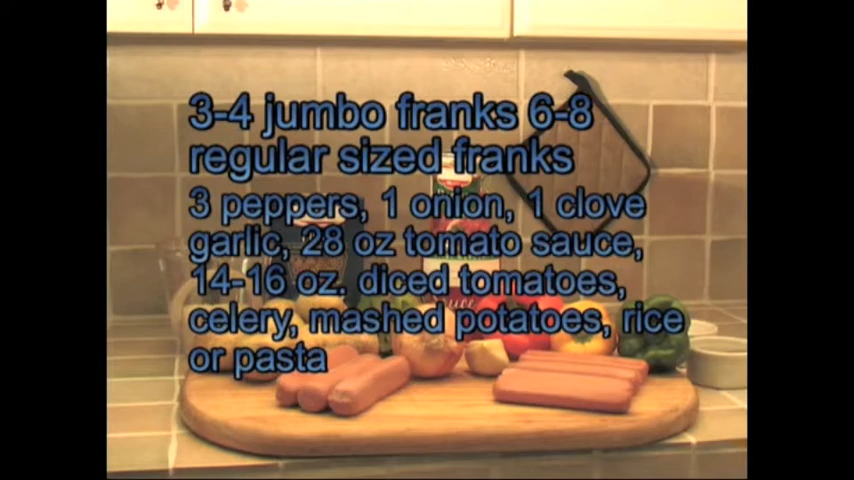 3-4 jumbo franks 6-8
regular sized franks
3 peppers, 1 onion, 1 clove
garlic, 28 oz tomato sauce,
14-16 oz. diced tomatoes,
celery, mashed potatoes, rice
or pasta